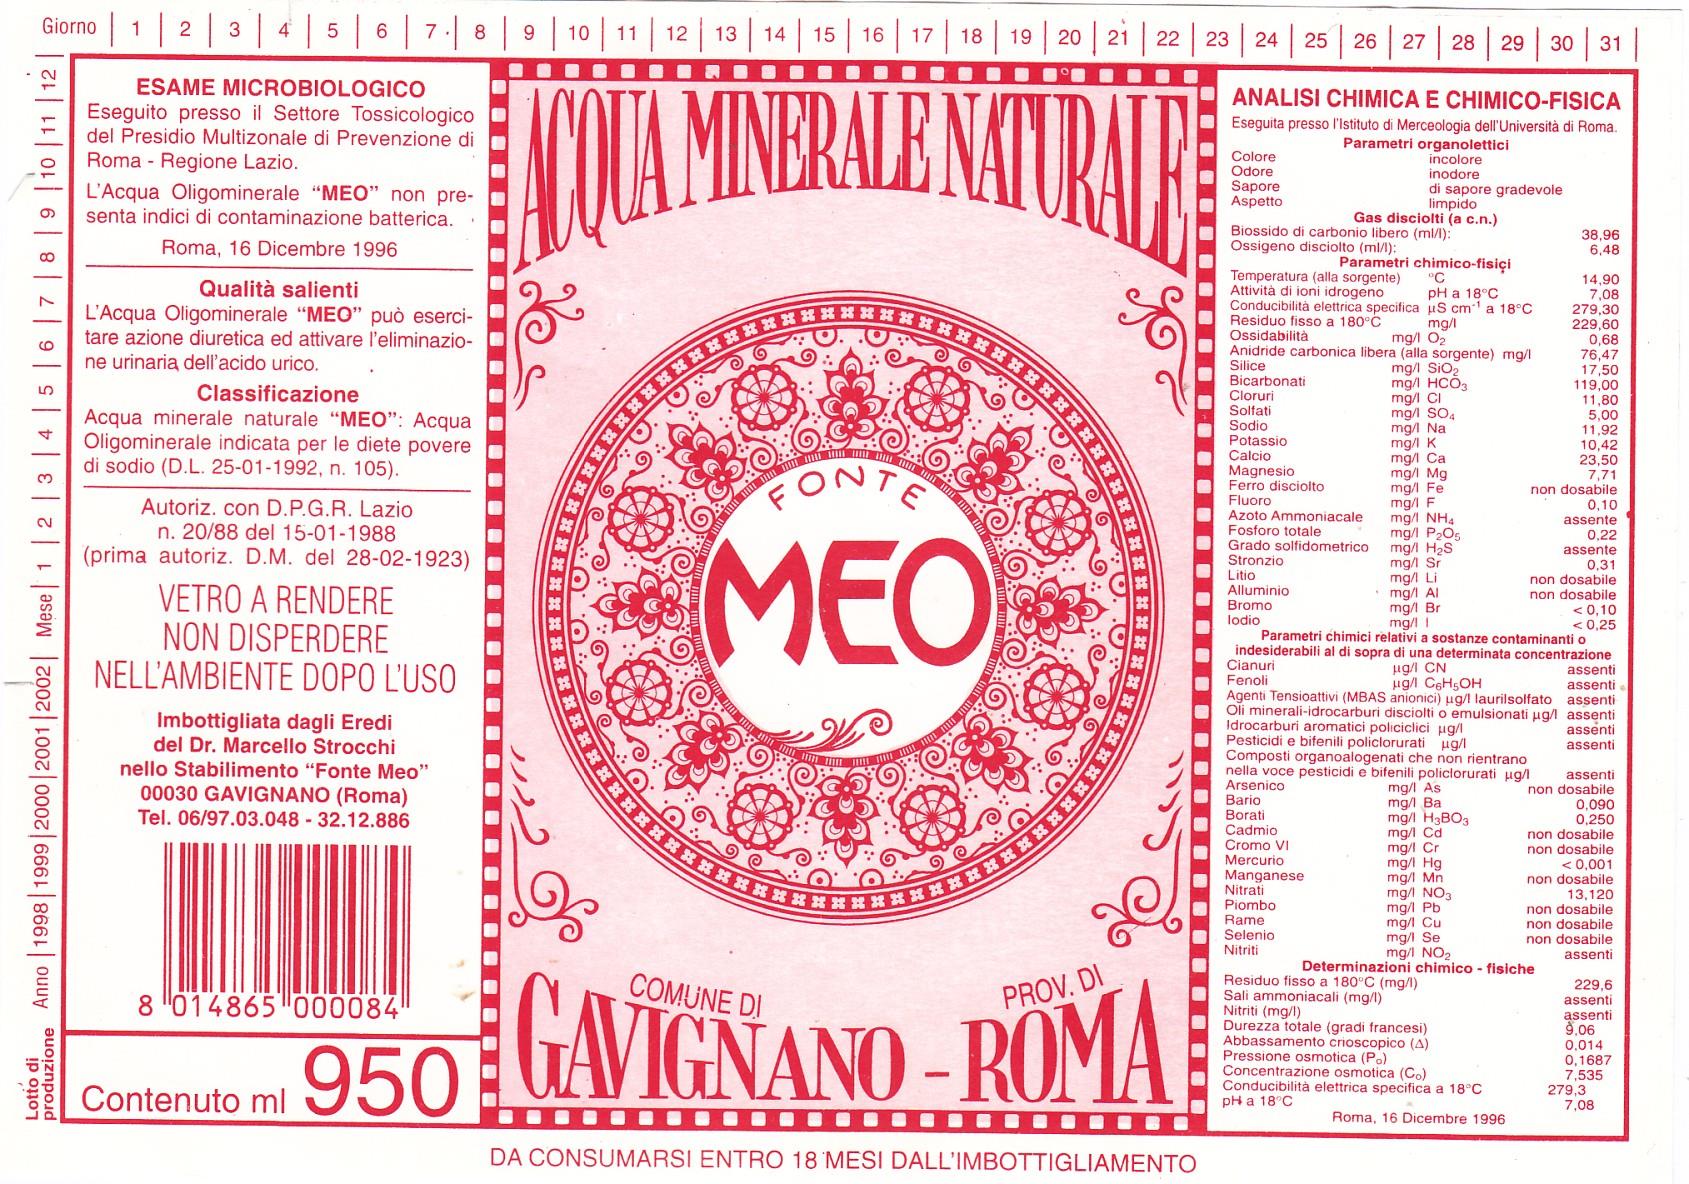 Giorno | 1 | 2 | 3 | 4 | 5 | 6 | 7 | 8 | 9 | 10 | 11 | 12 | 13 | 14 | 15 | 16 | 17 | 18 | 19 | 20 | 21 | 22 | 23 | 24 | 25 | 26 | 27 | 28 | 29 | 30 | 31 |
Lotto di
produzione
Anno | 1998 | 1999 | 2000 | 2001 | 2002 | Mese | 1 | 2 | 3 | 4 | 5 | 6 | 7 | 8 | 9 | 10 | 11 | 12
ESAME MICROBIOLOGICO
Eseguito presso il Settore Tossicologico
del Presidio Multizonale di Prevenzione di
Roma - Regione Lazio.
L'Acqua Oligominerale “MEO” non pre-
senta indici di contaminazione batterica.
Roma, 16 Dicembre 1996
Qualità salienti
L'Acqua Oligominerale “MEO” può eserci-
tare azione diuretica ed attivare l'eliminazio-
ne urinaria dell'acido urico.
Classificazione
Acqua minerale naturale “MEO”: Acqua
Oligominerale indicata per le diete povere
di sodio (D.L. 25-01-1992, n. 105).
Autoriz. con D.P.G.R. Lazio
n. 20/88 del 15-01-1988
(prima autoriz. D.M. del 28-02-1923)
VETRO A RENDERE
NON DISPERDERE
NELL'AMBIENTE DOPO L'USO
Imbottigliata dagli Eredi
del Dr. Marcello Strocchi
nello Stabilimento “Fonte Meo”
00030 GAVIGNANO (Roma)
Tel. 06/97.03.048 - 32.12.886
8 014865 000084
Contenuto ml 950
ACQUA MINERALE NATURALE
FONTE
MEO
COMUNE DI PROV. DI
GAVIGNANO - ROMA
ANALISI CHIMICA E CHIMICO-FISICA
Eseguita presso l'Istituto di Merceologia dell'Università di Roma.
Parametri organolettici
Colore incolore
Odore inodore
Sapore di sapore gradevole
Aspetto limpido
Gas disciolti (a c.n.)
Biossido di carbonio libero (ml/l): 38,96
Ossigeno disciolto (ml/l): 6,48
Parametri chimico-fisici
Temperatura (alla sorgente) °C 14,90
Attività di ioni idrogeno pH a 18°C 7,08
Conducibilità elettrica specifica µS cm⁻¹ a 18°C 279,30
Residuo fisso a 180°C mg/l 229,60
Ossidabilità mg/l O₂ 0,68
Anidride carbonica libera (alla sorgente) mg/l 76,47
Silice mg/l SiO₂ 17,50
Bicarbonati mg/l HCO₃ 119,00
Cloruri mg/l Cl 11,80
Solfati mg/l SO₄ 5,00
Sodio mg/l Na 11,92
Potassio mg/l K 10,42
Calcio mg/l Ca 23,50
Magnesio mg/l Mg 7,71
Ferro disciolto mg/l Fe non dosabile
Fluoro mg/l F 0,10
Azoto Ammoniacale mg/l NH₄ assente
Fosforo totale mg/l P₂O₅ 0,22
Grado solfidometrico mg/l H₂S assente
Stronzio mg/l Sr 0,31
Litio mg/l Li non dosabile
Alluminio mg/l Al non dosabile
Bromo mg/l Br < 0,10
Iodio mg/l I < 0,25
Parametri chimici relativi a sostanze contaminanti o
indesiderabili al di sopra di una determinata concentrazione
Cianuri µg/l CN assenti
Fenoli µg/l C₆H₅OH assenti
Agenti Tensioattivi (MBAS anionici) µg/l laurilsolfato assenti
Oli minerali-idrocarburi disciolti o emulsionati µg/l assenti
Idrocarburi aromatici policiclici µg/l assenti
Pesticidi e bifenili policlorurati µg/l assenti
Composti organoalogenati che non rientrano
nella voce pesticidi e bifenili policlorurati µg/l assenti
Arsenico mg/l As non dosabile
Bario mg/l Ba 0,090
Borati mg/l H₃BO₃ 0,250
Cadmio mg/l Cd non dosabile
Cromo VI mg/l Cr non dosabile
Mercurio mg/l Hg < 0,001
Manganese mg/l Mn non dosabile
Nitrati mg/l NO₃ 13,120
Piombo mg/l Pb non dosabile
Rame mg/l Cu non dosabile
Selenio mg/l Se non dosabile
Nitriti mg/l NO₂ assenti
Determinazioni chimico - fisiche
Residuo fisso a 180°C (mg/l) 229,6
Sali ammoniacali (mg/l) assenti
Nitriti (mg/l) assenti
Durezza totale (gradi francesi) 9,06
Abbassamento crioscopico (Δ) 0,014
Pressione osmotica (P₀) 0,1687
Concentrazione osmotica (C₀) 7,535
Conducibilità elettrica specifica a 18°C 279,3
pH a 18°C 7,08
Roma, 16 Dicembre 1996
DA CONSUMARSI ENTRO 18 MESI DALL'IMBOTTIGLIAMENTO